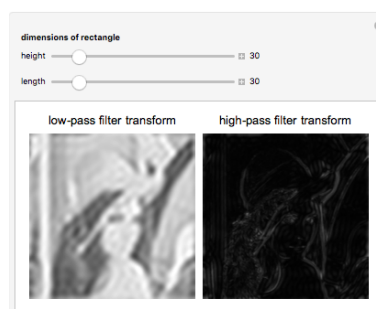 dimensions of rectangle
height 30
length 30
low-pass filter transform high-pass filter transform